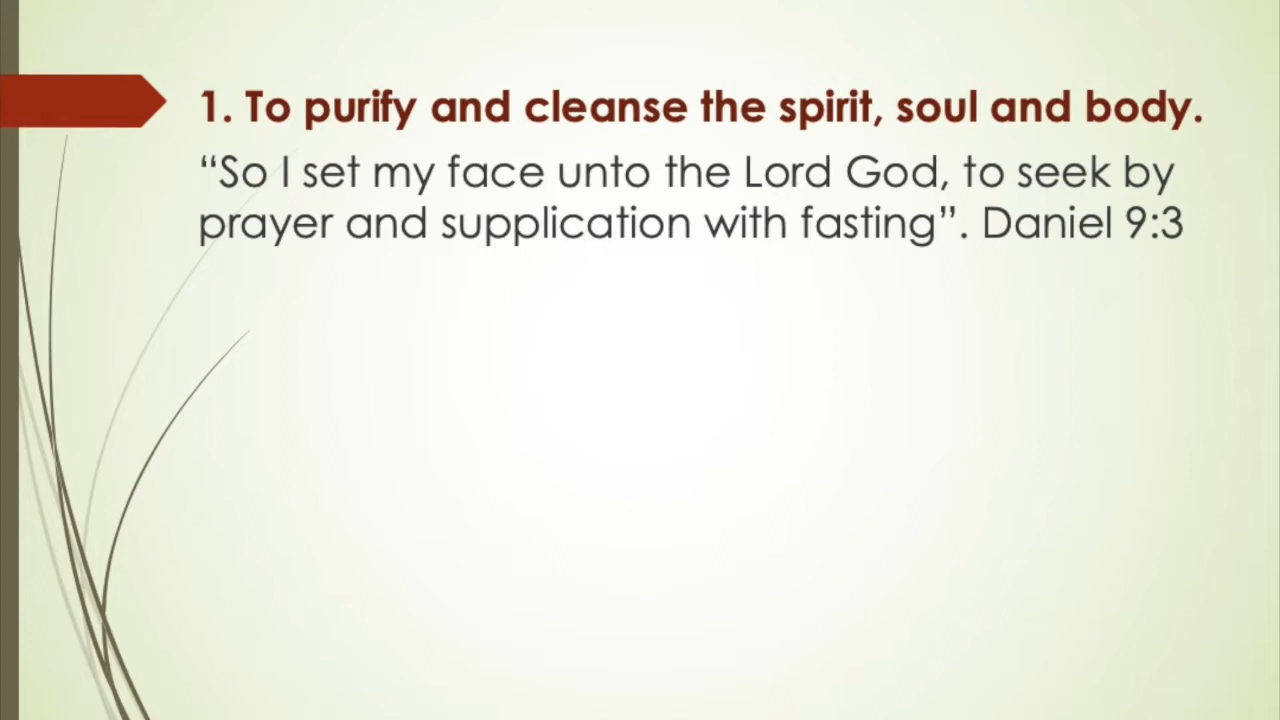 1. To purify and cleanse the spirit, soul and body.
“So I set my face unto the Lord God, to seek by
prayer and supplication with fasting”. Daniel 9:3